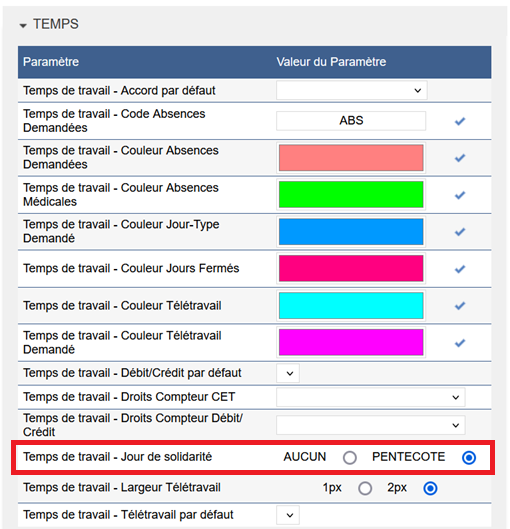 TEMPS
Paramètre Valeur du Paramètre
Temps de travail - Accord par défaut
Temps de travail - Code Absences
Demandées
ABS
Temps de travail - Couleur Absences
Demandées
Temps de travail - Couleur Absences
Médicales
Temps de travail - Couleur Jour-Type
Demandé
Temps de travail - Couleur Jours Fermés
Temps de travail - Couleur Télétravail
Temps de travail - Couleur Télétravail
Demandé
Temps de travail - Débit/Crédit par défaut
Temps de travail - Droits Compteur CET
Temps de travail - Droits Compteur Débit/
Crédit
Temps de travail - Jour de solidarité AUCUN PENTECOTE
Temps de travail - Largeur Télétravail 1px 2px
Temps de travail - Télétravail par défaut